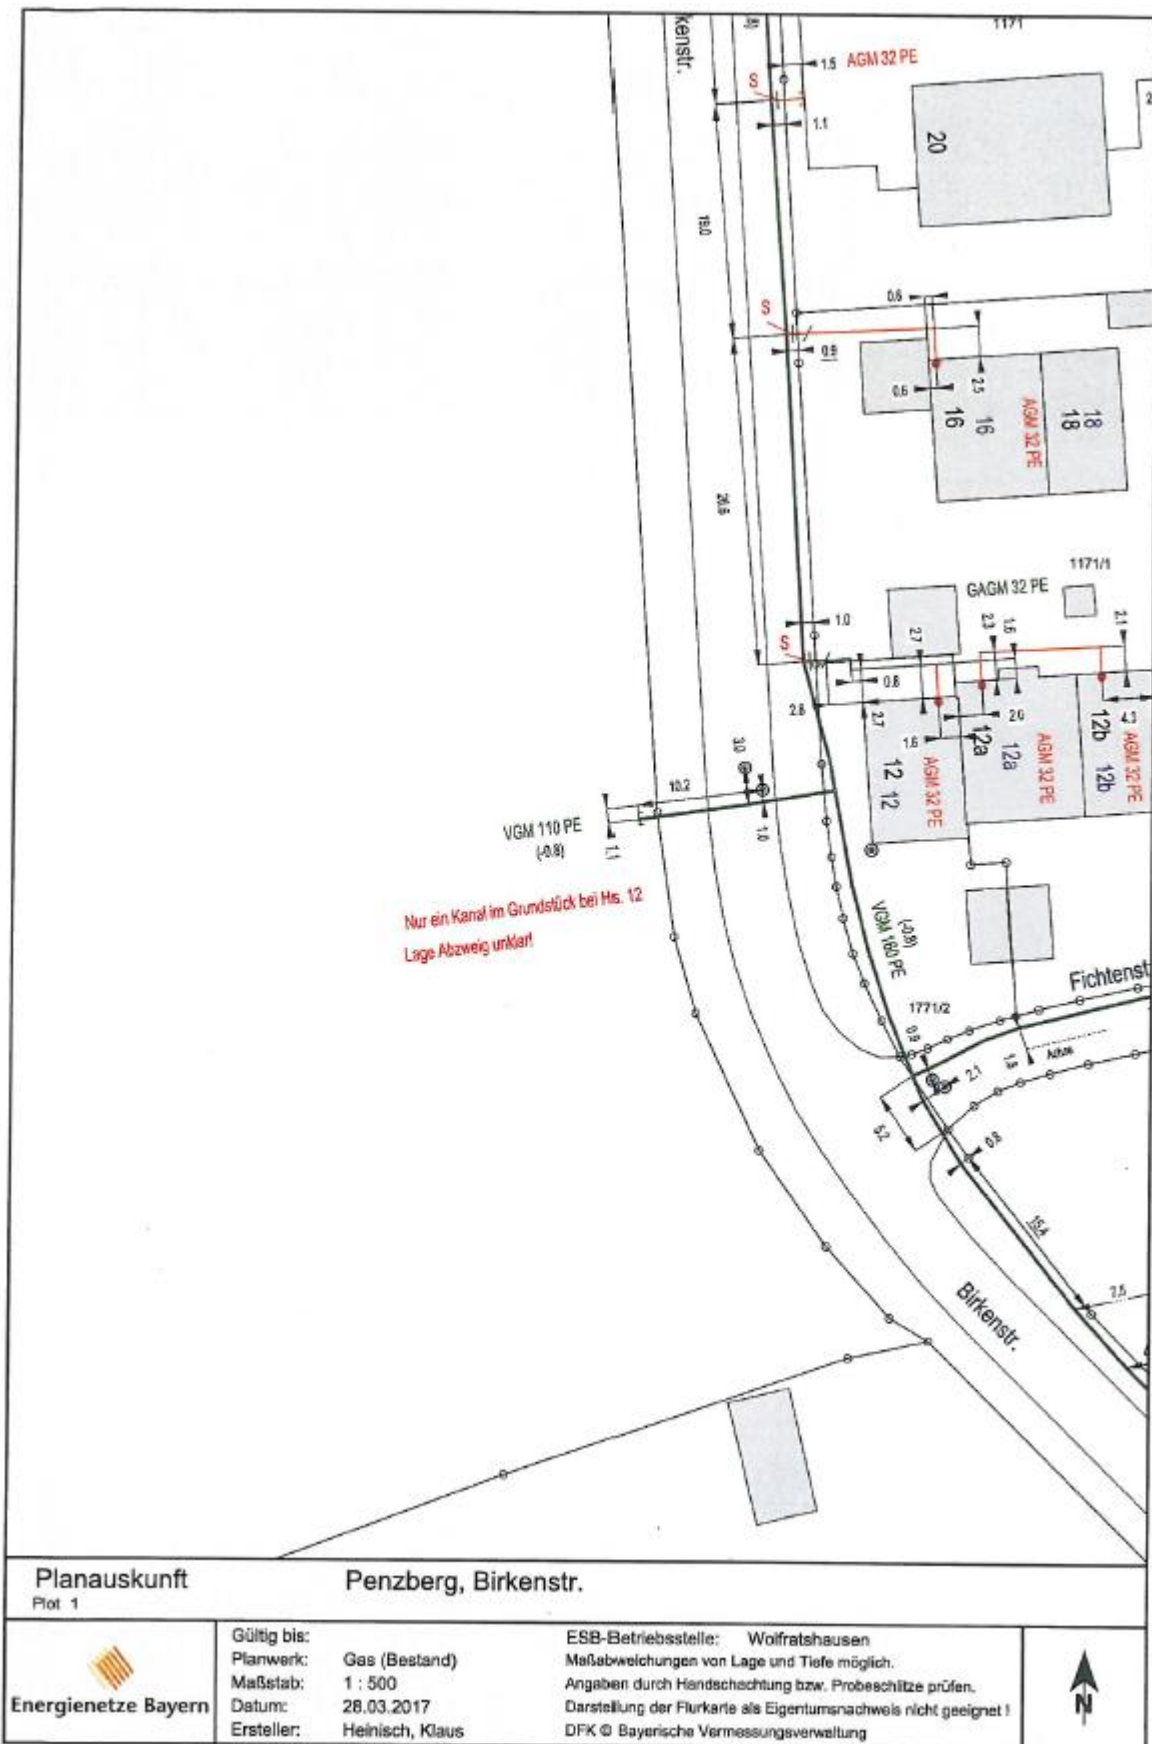 kenstr.
8)
1171
1.5 AGM 32 PE
S
1.1
20
2
19.0
0.6
S
0.9
0.6
2.5
16
16
AGM 32 PE
18
18
26.6
1171/1
GAGM 32 PE
1.0
2.7
2.3
1.6
2.1
S
0.8
2.8
2.7
1.6
2.0
4.3
12a
12a
AGM 32 PE
12b
12b
AGM 32 PE
12
12
AGM 32 PE
3.0
10.2
VGM 110 PE
(-0.8)
1.1
1.0
Nur ein Kanal im Grundstück bei Hs. 12
Lage Abzweig unklar!
(-0.8)
VGM 160 PE
Fichtenst
1771/2
0.9
1.8
Achse
2.1
5.2
0.8
15.4
7.5
Birkenstr.
Planauskunft
Plot 1
Penzberg, Birkenstr.
Energienetze Bayern
Gültig bis:
Planwerk: Gas (Bestand)
Maßstab: 1 : 500
Datum: 28.03.2017
Ersteller: Heinisch, Klaus
ESB-Betriebsstelle: Wolfratshausen
Maßabweichungen von Lage und Tiefe möglich.
Angaben durch Handschachtung bzw. Probeschlitze prüfen.
Darstellung der Flurkarte als Eigentumsnachweis nicht geeignet !
DFK © Bayerische Vermessungsverwaltung
N